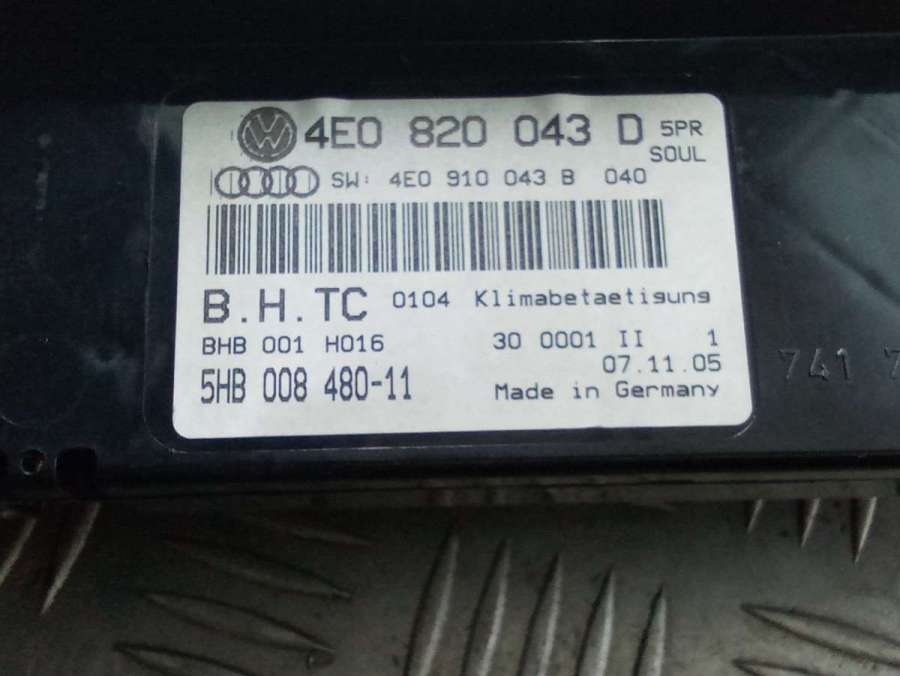 4E0 820 043 D 5PR
SOUL
SW: 4E0 910 043 B 040
B.H.TC 0104 Klimabetaetigung
BHB 001 H016 30 0001 II 1
07.11.05
5HB 008 480-11 Made in Germany
741